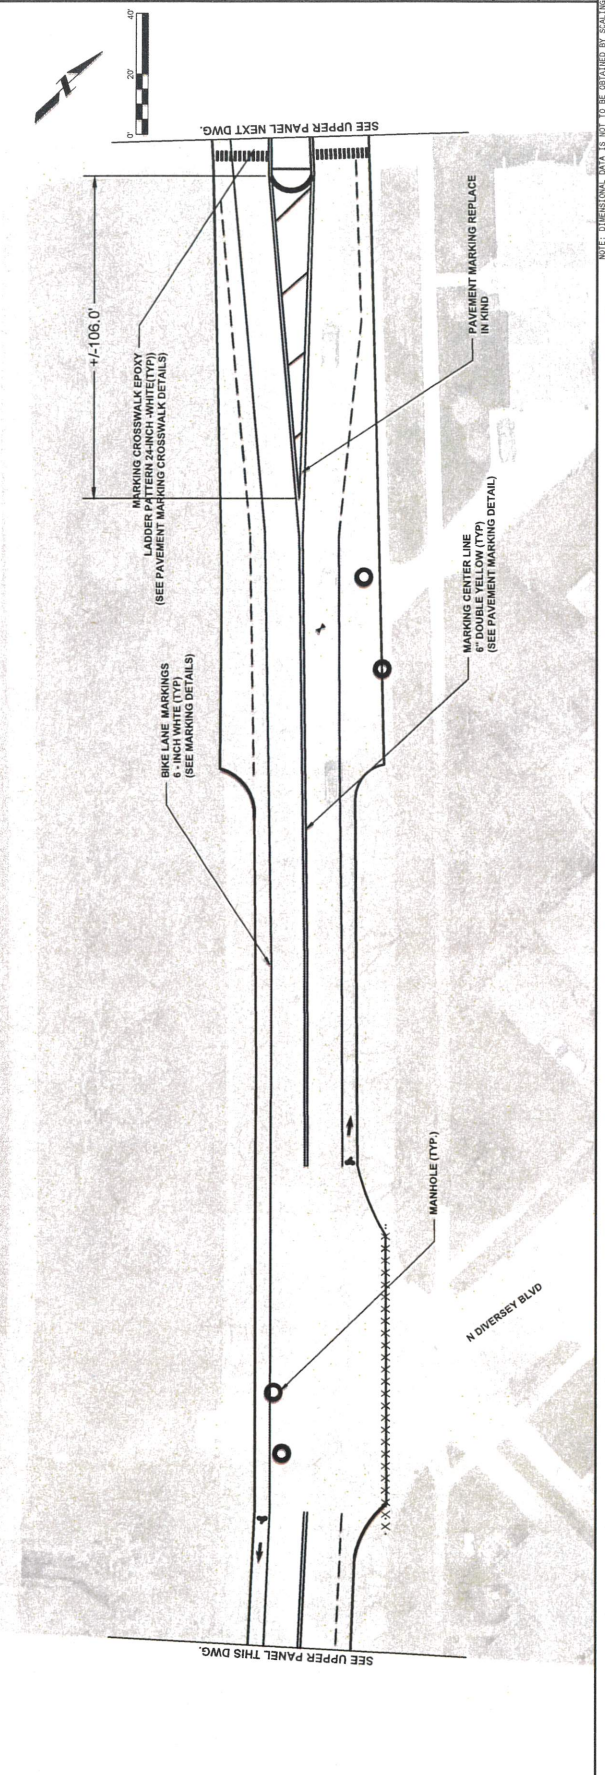 NOTE: DIMENSIONAL DATA IS NOT TO BE OBTAINED BY SCALING
0' 20' 40'
SEE UPPER PANEL NEXT DWG.
+/-106.0'
MARKING CROSSWALK EPOXY
LADDER PATTERN 24-INCH -WHITE(TYP))
(SEE PAVEMENT MARKING CROSSWALK DETAILS)
PAVEMENT MARKING REPLACE
IN KIND
BIKE LANE MARKINGS
6 - INCH WHITE (TYP)
(SEE MARKING DETAILS)
MARKING CENTER LINE
6" DOUBLE YELLOW (TYP)
(SEE PAVEMENT MARKING DETAIL)
MANHOLE (TYP.)
N DIVERSEY BLVD
SEE UPPER PANEL THIS DWG.